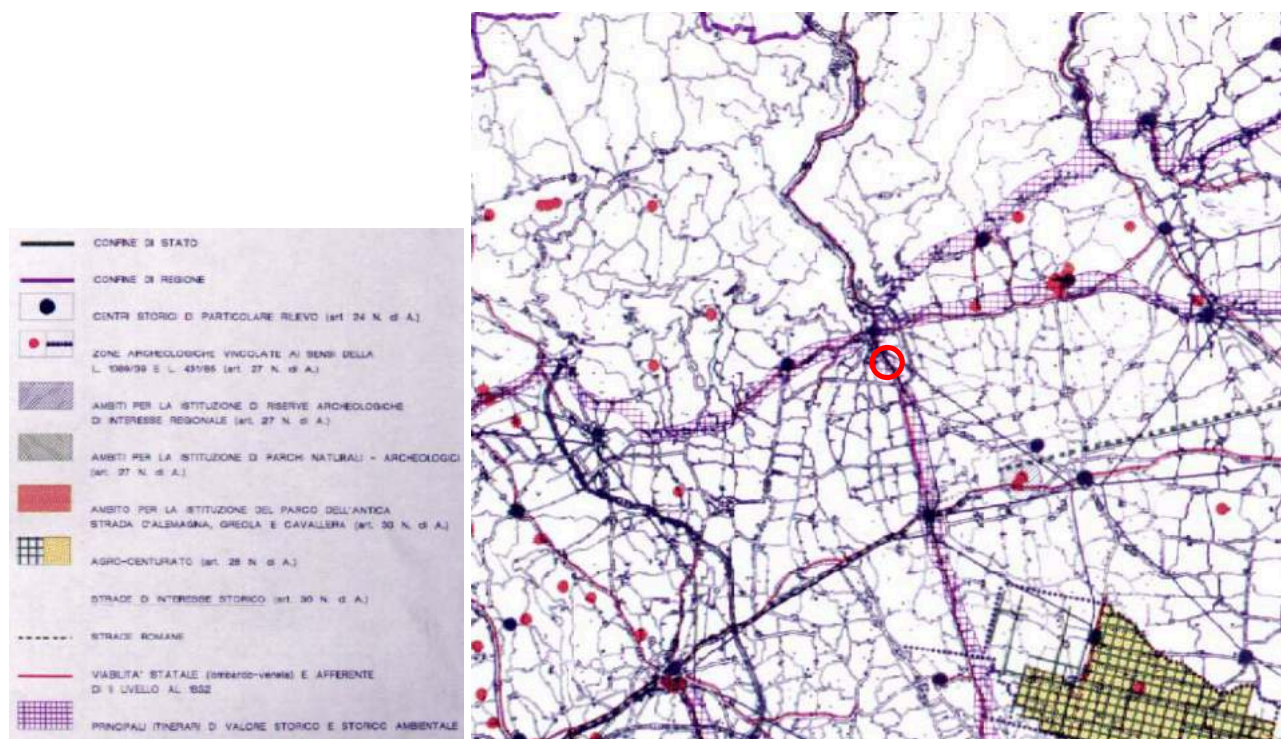 CONFINE DI STATO
CONFINE DI REGIONE
CENTRI STORICI DI PARTICOLARE RILIEVO (art. 24 N. di A.)
ZONE ARCHEOLOGICHE VINCOLATE AI SENSI DELLA
L. 1089/39 E L. 431/85 (art. 27 N. di A.)
AMBITI PER LA ISTITUZIONE DI RISERVE ARCHEOLOGICHE
DI INTERESSE REGIONALE (art. 27 N. di A.)
AMBITI PER LA ISTITUZIONE DI PARCHI NATURALI - ARCHEOLOGICI
(art. 27 N. di A.)
AMBITO PER LA ISTITUZIONE DEL PARCO DELL'ANTICA
STRADA D'ALEMAGNA, GREOLA E CAVALLERA (art. 30 N. di A.)
AGRO-CENTURIATO (art. 28 N. di A.)
STRADE DI INTERESSE STORICO (art. 30 N. di A.)
STRADE ROMANE
VIABILITA' STATALE (lombardo-veneta) E AFFERENTE
DI LIVELLO AL 1832
PRINCIPALI ITINERARI DI VALORE STORICO E STORICO AMBIENTALE